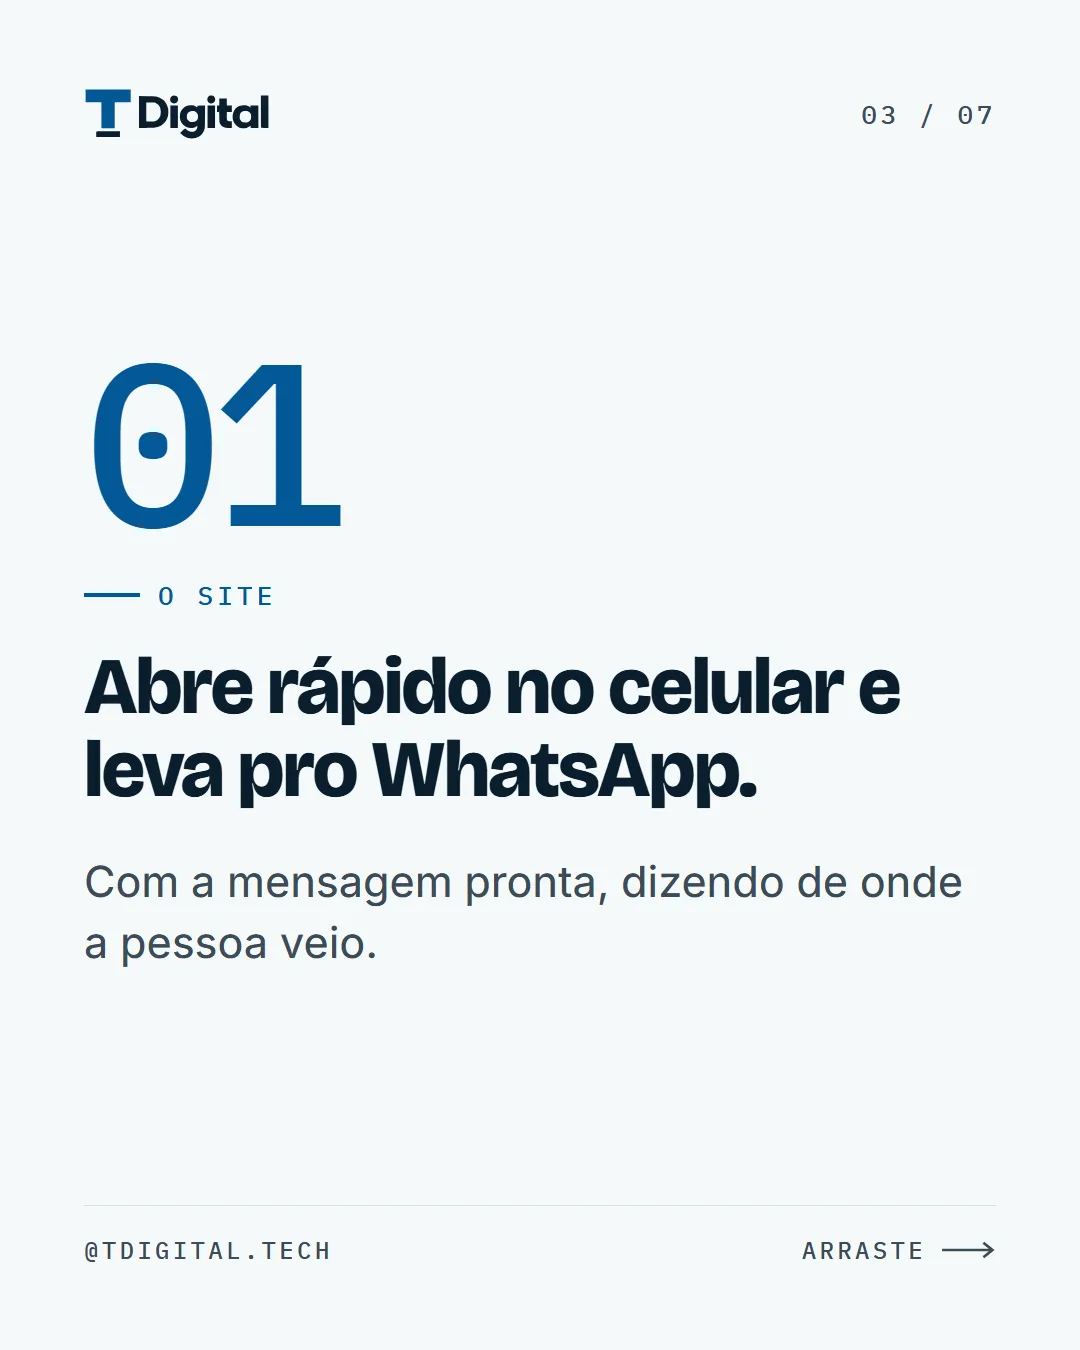 TDigital
03 / 07
01
O SITE
Abre rápido no celular e
leva pro WhatsApp.
Com a mensagem pronta, dizendo de onde
a pessoa veio.
@TDIGITAL.TECH
ARRASTE